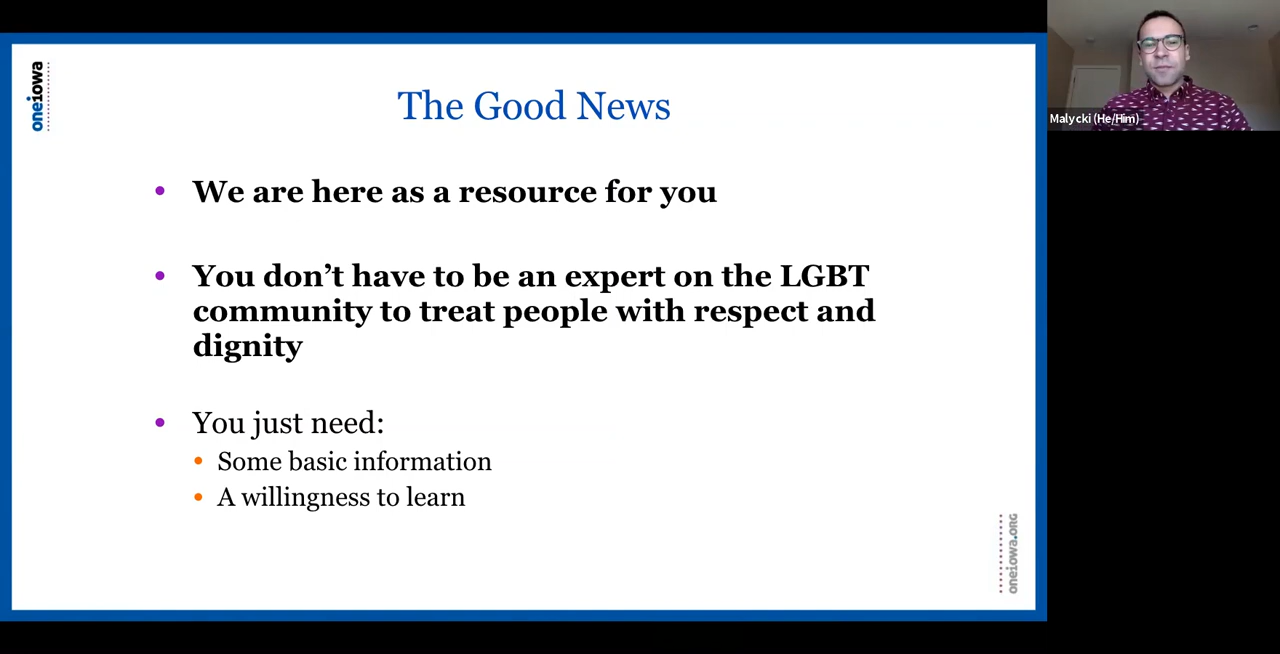 oneiowa
The Good News
• We are here as a resource for you
• You don’t have to be an expert on the LGBT
community to treat people with respect and
dignity
• You just need:
• Some basic information
• A willingness to learn
oneiowa.ORG
Malycki (He/Him)